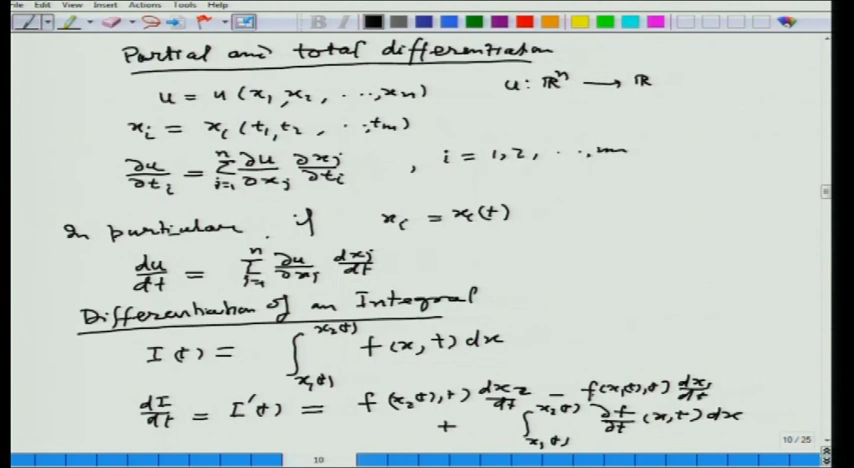 File Edit View Insert Actions Tools Help
B I
Partial and total differentiation
u = u(x₁, x₂, ..., xₙ) u: ℝⁿ → ℝ
xᵢ = xᵢ(t₁, t₂, ..., tₘ)
∂u/∂tᵢ = Σⱼ₌₁ⁿ ∂u/∂xⱼ ∂xⱼ/∂tᵢ , i = 1, 2, ..., m
In particular, if xᵢ = xᵢ(t)
du/dt = Σⱼ₌₁ⁿ ∂u/∂xⱼ dxⱼ/dt
Differentiation of an Integral
I(t) = ∫_{x₁(t)}^{x₂(t)} f(x, t) dx
dI/dt = I'(t) = f(x₂(t), t) dx₂/dt − f(x₁(t), t) dx₁/dt
+ ∫_{x₁(t)}^{x₂(t)} ∂f/∂t (x, t) dx
10 / 25
10